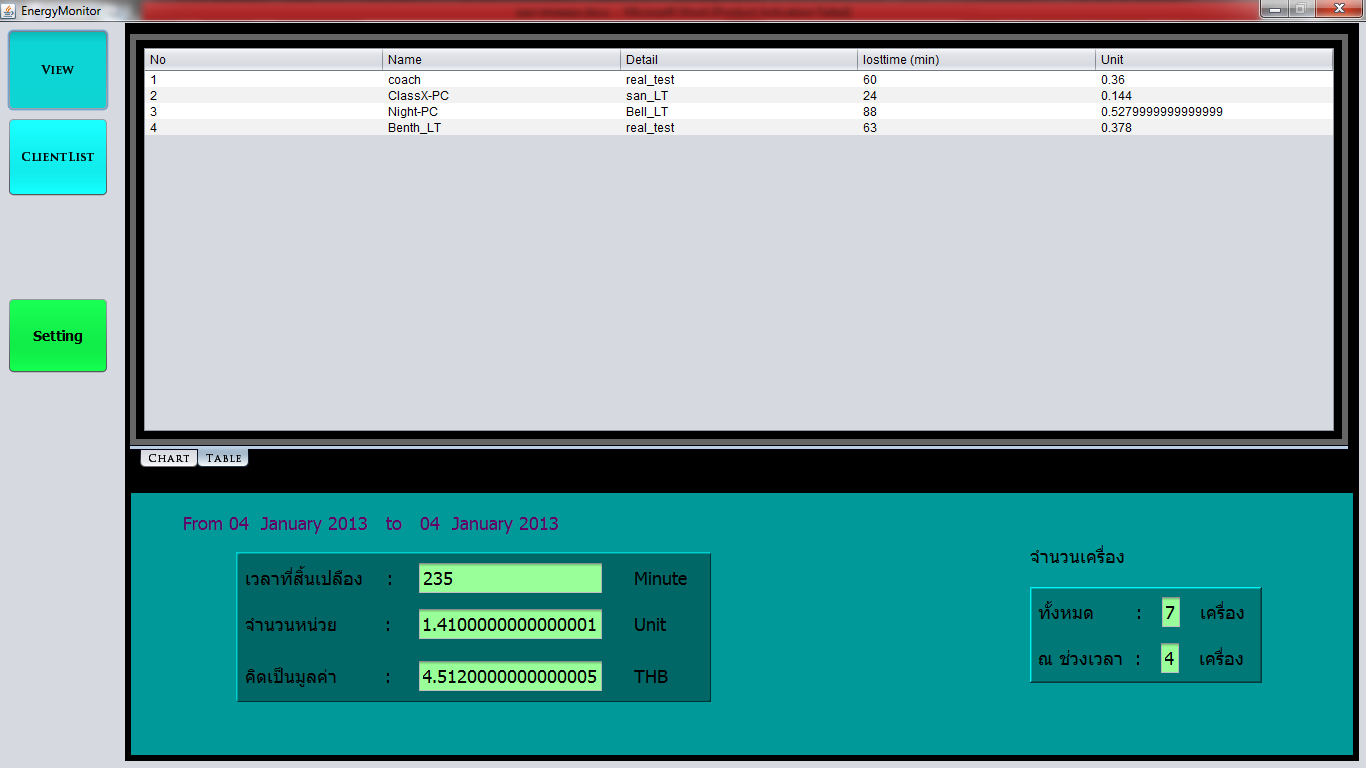 EnergyMonitor
VIEW
CLIENTLIST
Setting
No Name Detail losttime (min) Unit
1 coach real_test 60 0.36
2 ClassX-PC san_LT 24 0.144
3 Night-PC Bell_LT 88 0.5279999999999999
4 Benth_LT real_test 63 0.378
CHART TABLE
From 04 January 2013 to 04 January 2013
เวลาที่สิ้นเปลือง : 235 Minute
จำนวนหน่วย : 1.4100000000000001 Unit
คิดเป็นมูลค่า : 4.5120000000000005 THB
จำนวนเครื่อง
ทั้งหมด : 7 เครื่อง
ณ ช่วงเวลา : 4 เครื่อง